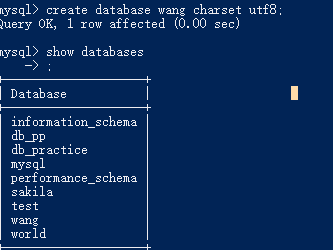 mysql> create database wang charset utf8;
Query OK, 1 row affected (0.00 sec)
mysql> show databases
-> ;
+--------------------+
| Database |
+--------------------+
| information_schema |
| db_pp |
| db_practice |
| mysql |
| performance_schema |
| sakila |
| test |
| wang |
| world |
+--------------------+